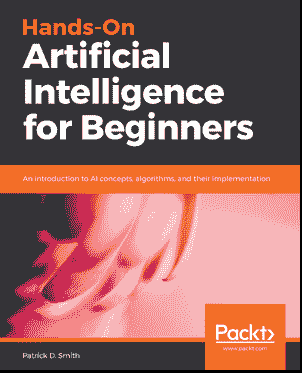 Hands-On
Artificial
Intelligence
for Beginners
An introduction to AI concepts, algorithms, and their implementation
Packt>
www.packt.com
Patrick D. Smith